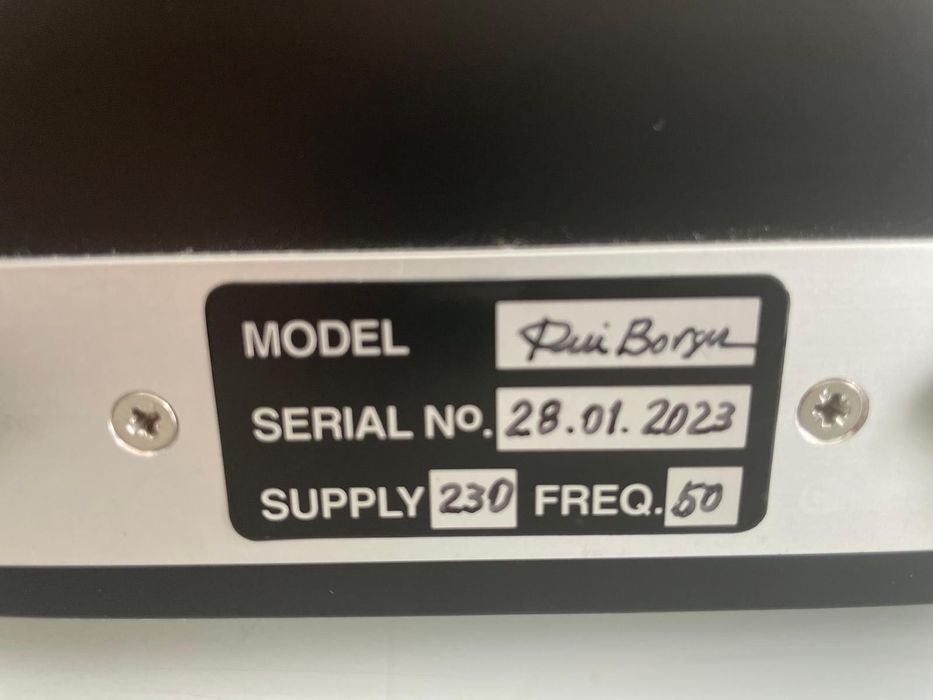 MODEL Rui Borges
SERIAL No. 28.01.2023
SUPPLY 230 FREQ. 50